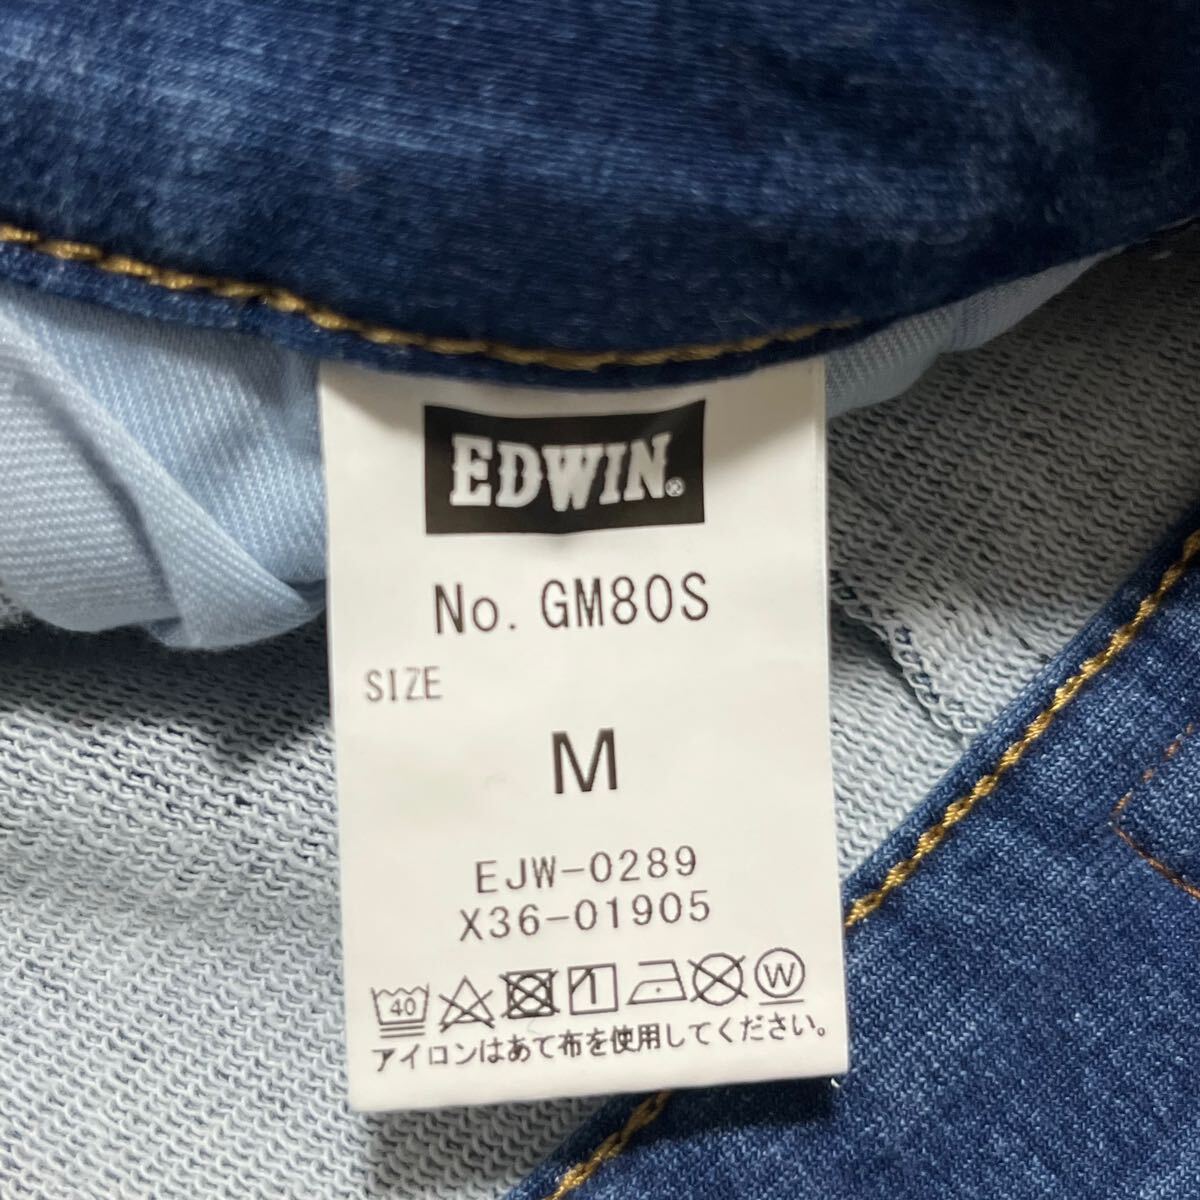 EDWIN®
No. GM80S
SIZE
M
EJW-0289
X36-01905
40 W
アイロンはあて布を使用してください。